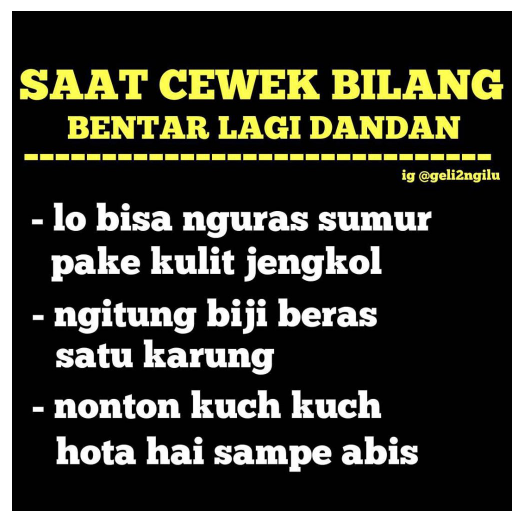 SAAT CEWEK BILANG
BENTAR LAGI DANDAN
ig @geli2ngilu
- lo bisa nguras sumur
pake kulit jengkol
- ngitung biji beras
satu karung
- nonton kuch kuch
hota hai sampe abis